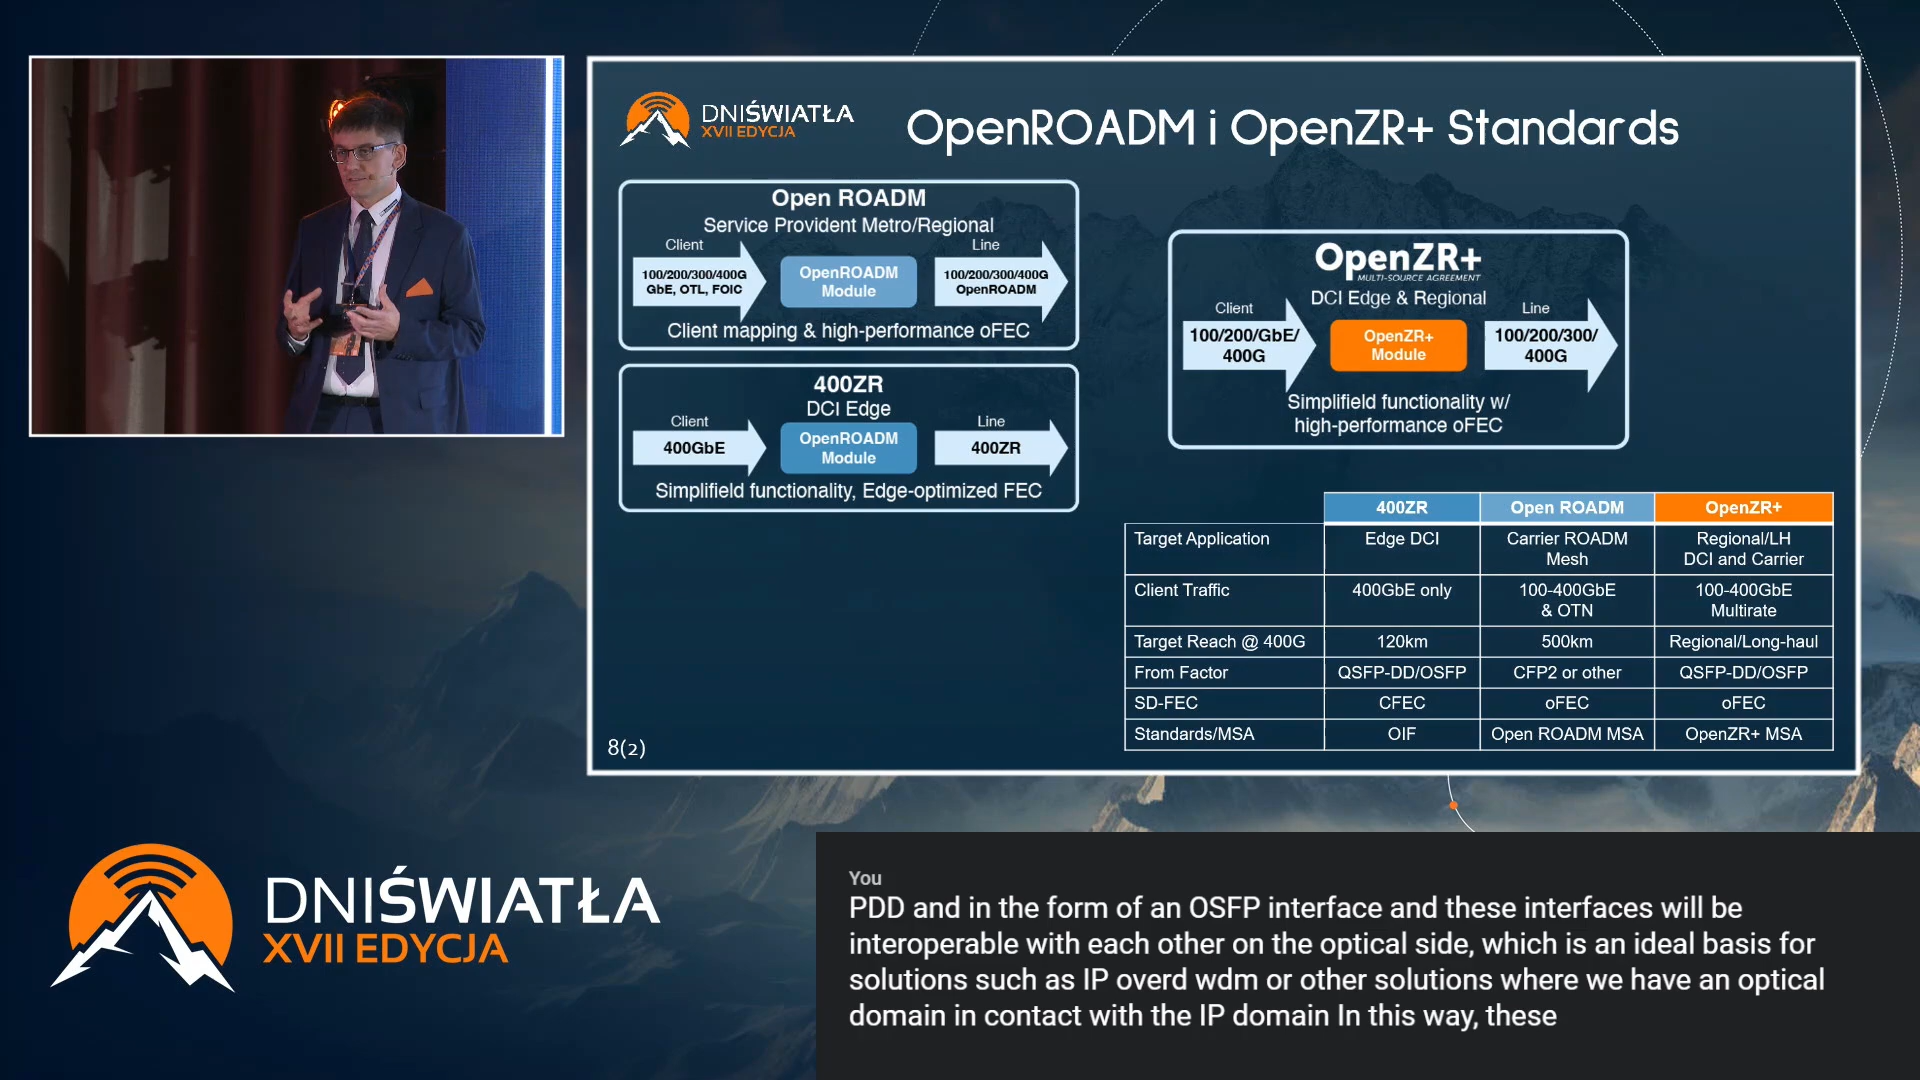 DNIŚWIATŁA
XVII EDYCJA
OpenROADM i OpenZR+ Standards
Open ROADM
Service Provident Metro/Regional
Client
Line
100/200/300/400G
GbE, OTL, FOIC
OpenROADM
Module
100/200/300/400G
OpenROADM
Client mapping & high-performance oFEC
400ZR
DCI Edge
Client
Line
400GbE
OpenROADM
Module
400ZR
Simplifield functionality, Edge-optimized FEC
OpenZR+
MULTI-SOURCE AGREEMENT
DCI Edge & Regional
Client
Line
100/200/GbE/
400G
OpenZR+
Module
100/200/300/
400G
Simplifield functionality w/
high-performance oFEC
400ZR Open ROADM OpenZR+
Target Application Edge DCI Carrier ROADM Regional/LH
Mesh DCI and Carrier
Client Traffic 400GbE only 100-400GbE 100-400GbE
& OTN Multirate
Target Reach @ 400G 120km 500km Regional/Long-haul
From Factor QSFP-DD/OSFP CFP2 or other QSFP-DD/OSFP
SD-FEC CFEC oFEC oFEC
Standards/MSA OIF Open ROADM MSA OpenZR+ MSA
8(2)
DNIŚWIATŁA
XVII EDYCJA
You
PDD and in the form of an OSFP interface and these interfaces will be
interoperable with each other on the optical side, which is an ideal basis for
solutions such as IP overd wdm or other solutions where we have an optical
domain in contact with the IP domain In this way, these